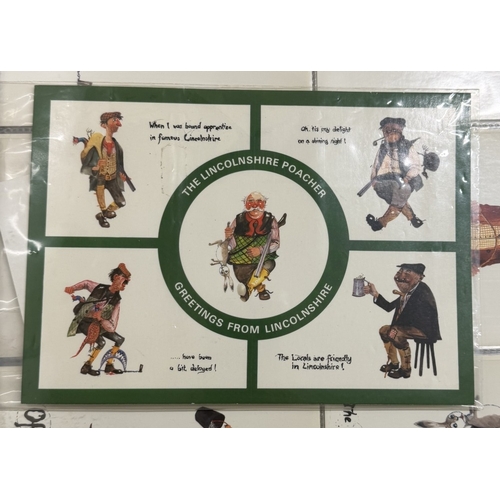 When I was bound apprentice
in famous Lincolnshire
Oh, tis my delight
on a shining night!
THE LINCOLNSHIRE POACHER
GREETINGS FROM LINCOLNSHIRE
.... have been
a bit delayed!
The Locals are friendly
in Lincolnshire!
The